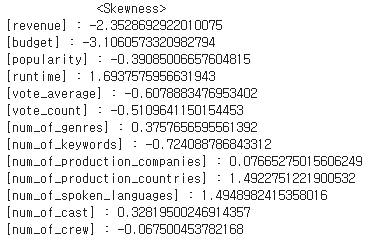 <Skewness>
[revenue] : -2.3528692922010075
[budget] : -3.1060573320982794
[popularity] : -0.39085006657604815
[runtime] : 1.6937575956631943
[vote_average] : -0.6078883476953402
[vote_count] : -0.5109641150154453
[num_of_genres] : 0.3757656595561392
[num_of_keywords] : -0.724088786843312
[num_of_production_companies] : 0.07665275015606249
[num_of_production_countries] : 1.4922751221900532
[num_of_spoken_languages] : 1.4948982415358016
[num_of_cast] : 0.32819500246914357
[num_of_crew] : -0.067500453782168